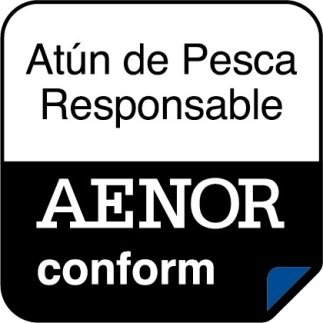 Atún de Pesca
Responsable
AENOR
conform